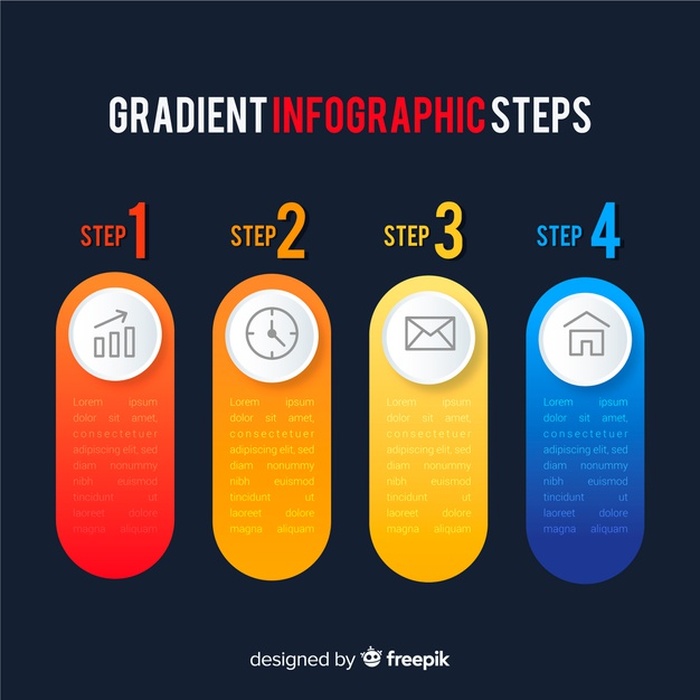 GRADIENT INFOGRAPHIC STEPS
STEP 1
Lorem ipsum
dolor sit amet,
consectetuer
adipiscing elit, sed
diam nonummy
nibh euismod
tincidunt ut
laoreet dolore
magna aliquam
STEP 2
Lorem ipsum
dolor sit amet,
consectetuer
adipiscing elit, sed
diam nonummy
nibh euismod
tincidunt ut
laoreet dolore
magna aliquam
STEP 3
Lorem ipsum
dolor sit amet,
consectetuer
adipiscing elit, sed
diam nonummy
nibh euismod
tincidunt ut
laoreet dolore
magna aliquam
STEP 4
Lorem ipsum
dolor sit amet,
consectetuer
adipiscing elit, sed
diam nonummy
nibh euismod
tincidunt ut
laoreet dolore
magna aliquam
designed by freepik